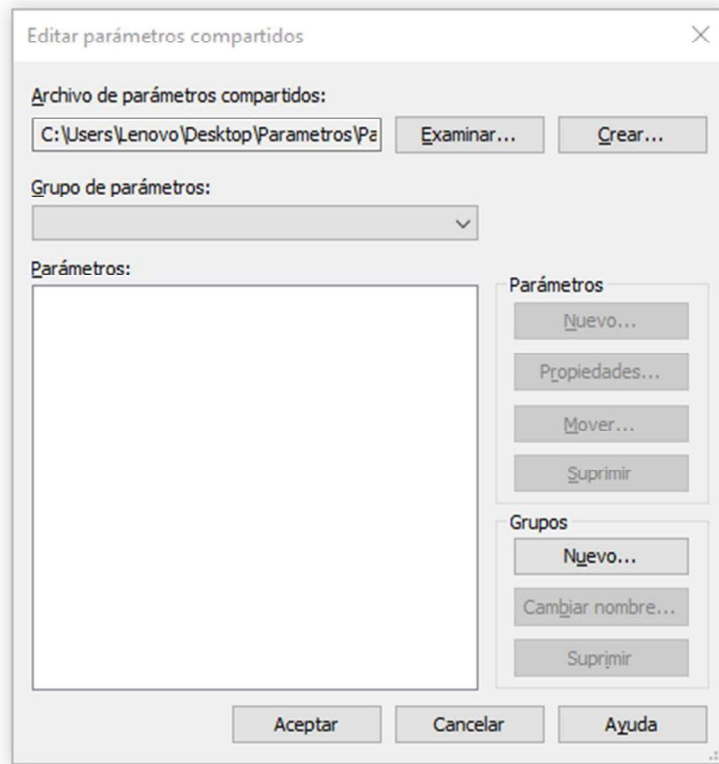 Editar parámetros compartidos
Archivo de parámetros compartidos:
C:\Users\Lenovo\Desktop\Parametros\Pa
Examinar...
Crear...
Grupo de parámetros:
Parámetros:
Parámetros
Nuevo...
Propiedades...
Mover...
Suprimir
Grupos
Nuevo...
Cambiar nombre...
Suprimir
Aceptar
Cancelar
Ayuda